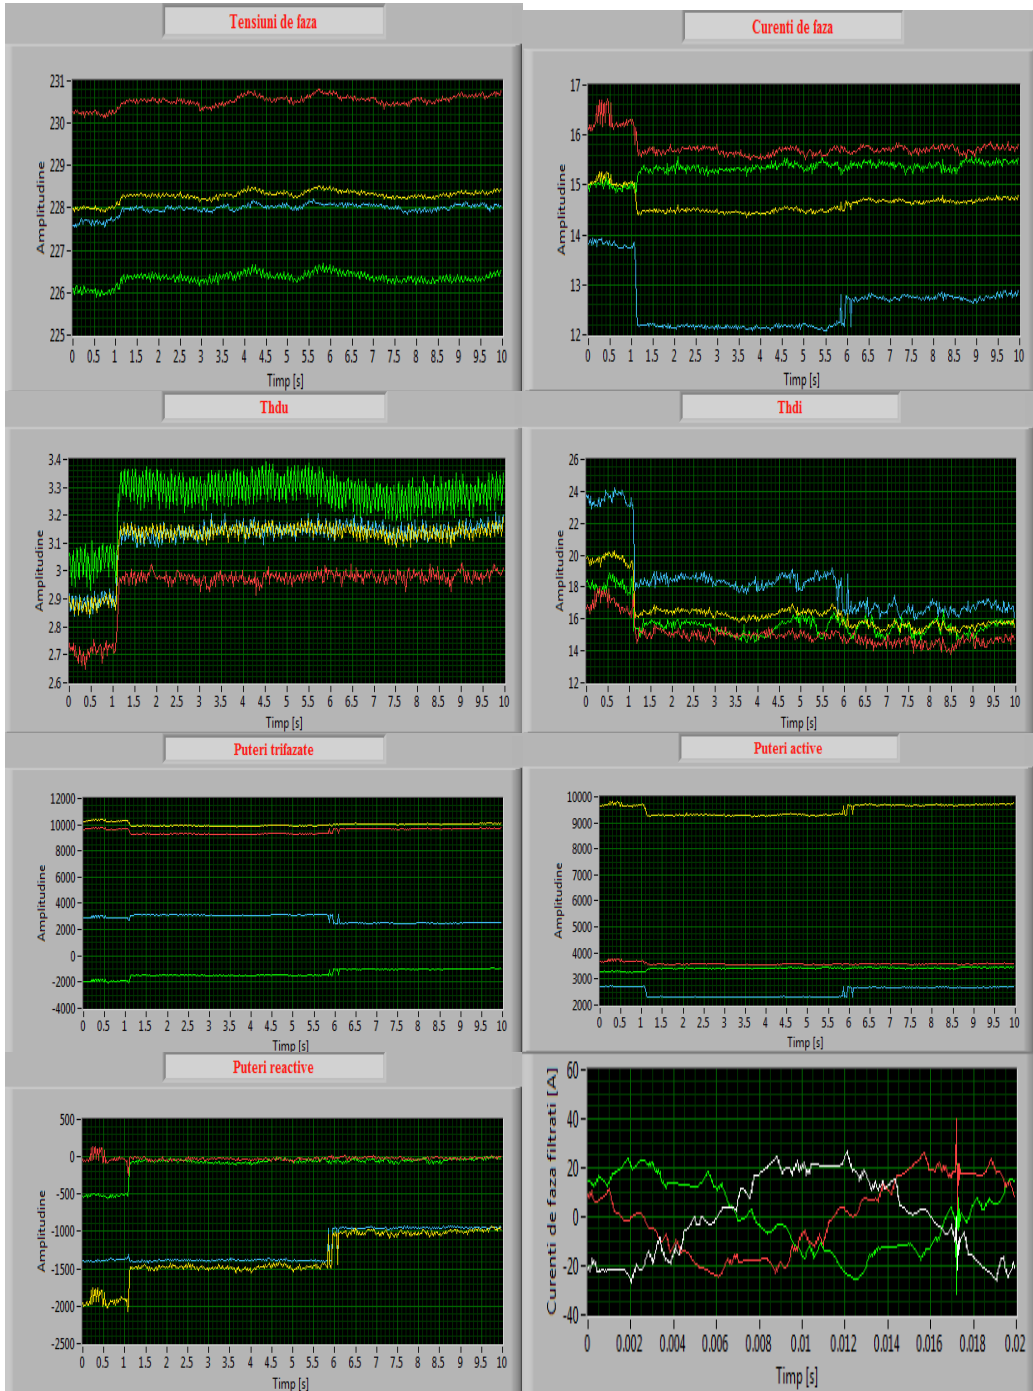 Tensiuni de faza
Amplitudine
231
230
229
228
227
226
225
0 0.5 1 1.5 2 2.5 3 3.5 4 4.5 5 5.5 6 6.5 7 7.5 8 8.5 9 9.5 10
Timp [s]
Curenti de faza
Amplitudine
17
16
15
14
13
12
0 0.5 1 1.5 2 2.5 3 3.5 4 4.5 5 5.5 6 6.5 7 7.5 8 8.5 9 9.5 10
Timp [s]
Thdu
Amplitudine
3.4
3.3
3.2
3.1
3
2.9
2.8
2.7
2.6
0 0.5 1 1.5 2 2.5 3 3.5 4 4.5 5 5.5 6 6.5 7 7.5 8 8.5 9 9.5 10
Timp [s]
Thdi
Amplitudine
26
24
22
20
18
16
14
12
0 0.5 1 1.5 2 2.5 3 3.5 4 4.5 5 5.5 6 6.5 7 7.5 8 8.5 9 9.5 10
Timp [s]
Puteri trifazate
Amplitudine
12000
10000
8000
6000
4000
2000
0
-2000
-4000
0 0.5 1 1.5 2 2.5 3 3.5 4 4.5 5 5.5 6 6.5 7 7.5 8 8.5 9 9.5 10
Timp [s]
Puteri active
Amplitudine
10000
9000
8000
7000
6000
5000
4000
3000
2000
0 0.5 1 1.5 2 2.5 3 3.5 4 4.5 5 5.5 6 6.5 7 7.5 8 8.5 9 9.5 10
Timp [s]
Puteri reactive
Amplitudine
500
0
-500
-1000
-1500
-2000
-2500
0 0.5 1 1.5 2 2.5 3 3.5 4 4.5 5 5.5 6 6.5 7 7.5 8 8.5 9 9.5 10
Timp [s]
Curenti de faza filtrati [A]
60
40
20
0
-20
-40
0 0.002 0.004 0.006 0.008 0.01 0.012 0.014 0.016 0.018 0.02
Timp [s]